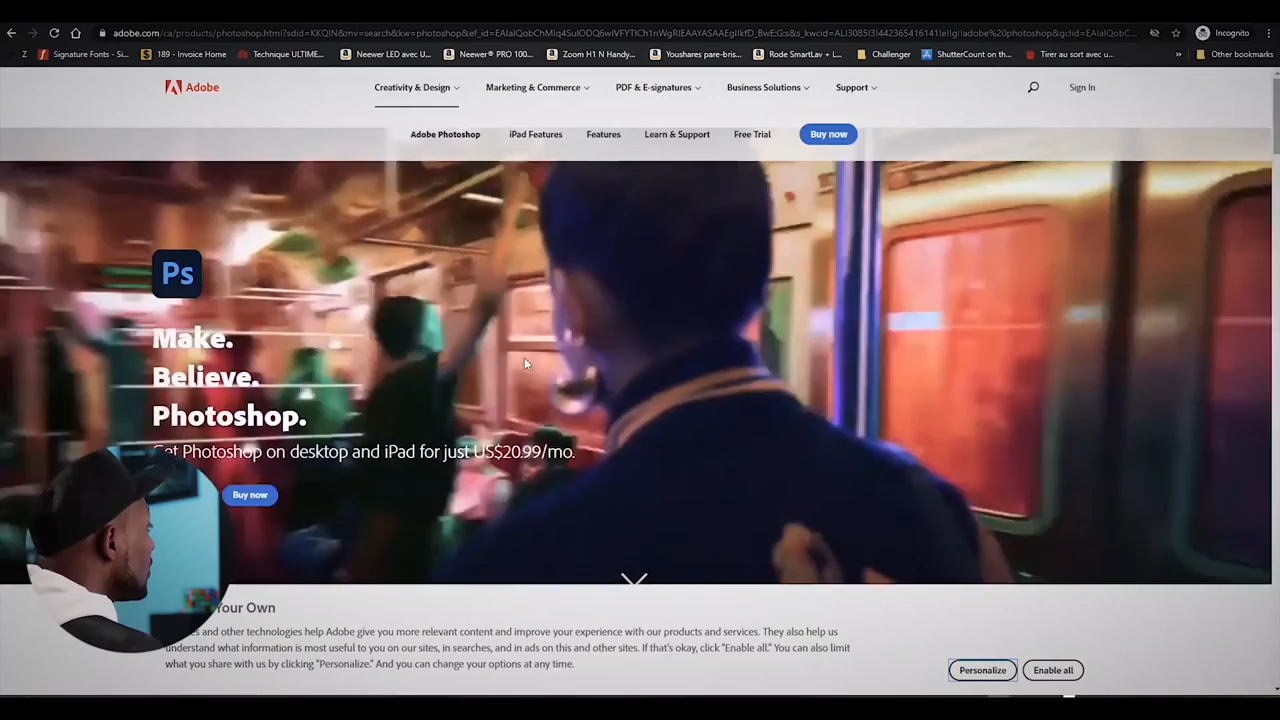 adobe.com/ca/products/photoshop.html?sdid=KKQIN&mv=search&kw=photoshop&ef_id=
Incognito
Z
Signature Fonts - Si...
189 - Invoice Home
Technique ULTIME...
Neewer LED Avec U...
Neewer® PRO 100...
Zoom H1 N Handy...
Youshares pare-bris...
Rode SmartLav + L...
Challenger
ShutterCount on th...
Tirer au sort avec u...
»
Other bookmarks
Adobe
Creativity & Design
Marketing & Commerce
PDF & E-signatures
Business Solutions
Support
Sign In
Adobe Photoshop
iPad Features
Features
Learn & Support
Free Trial
Buy now
Ps
Make.
Believe.
Photoshop.
Get Photoshop on desktop and iPad for just US$20.99/mo.
Buy now
Your Own
and other technologies help Adobe give you more relevant content and improve your experience with our products and services. They also help us
understand what information is most useful to you on our sites, in searches, and in ads on this and other sites. If that's okay, click "Enable all." You can also limit
what you share with us by clicking "Personalize." And you can change your options at any time.
Personalize
Enable all